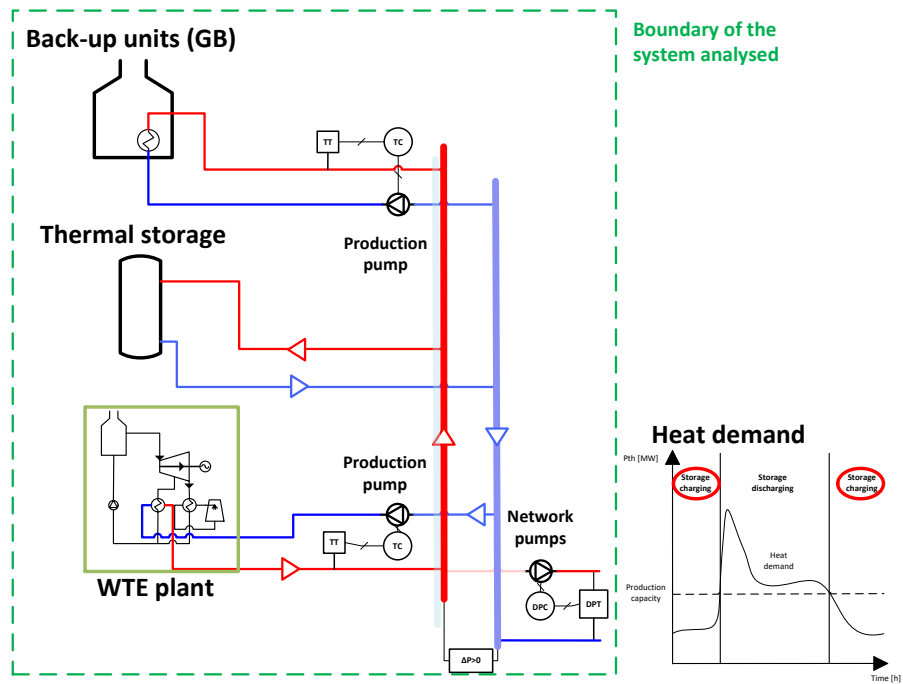 Back-up units (GB)
Boundary of the
system analysed
TT
TC
Thermal storage
Production
pump
Production
pump
TT
TC
Network
pumps
WTE plant
DPC
DPT
ΔP>0
Heat demand
Pth [MW]
Storage
charging
Storage
discharging
Storage
charging
Heat
demand
Production
capacity
Time [h]